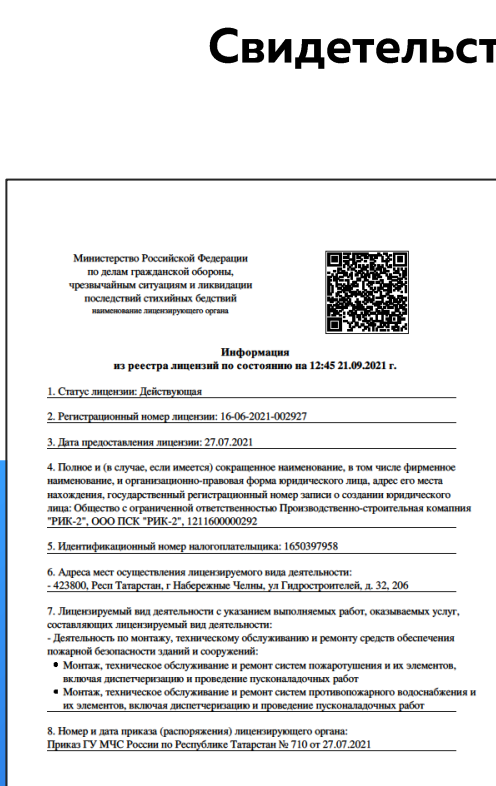 Свидетельст
Министерство Российской Федерации
по делам гражданской обороны,
чрезвычайным ситуациям и ликвидации
последствий стихийных бедствий
наименование лицензирующего органа
Информация
из реестра лицензий по состоянию на 12:45 21.09.2021 г.
1. Статус лицензии: Действующая
2. Регистрационный номер лицензии: 16-06-2021-002927
3. Дата предоставления лицензии: 27.07.2021
4. Полное и (в случае, если имеется) сокращенное наименование, в том числе фирменное
наименование, и организационно-правовая форма юридического лица, адрес его места
нахождения, государственный регистрационный номер записи о создании юридического
лица: Общество с ограниченной ответственностью Производственно-строительная компания
"РИК-2", ООО ПСК "РИК-2", 1211600000292
5. Идентификационный номер налогоплательщика: 1650397958
6. Адреса мест осуществления лицензируемого вида деятельности:
- 423800, Респ Татарстан, г Набережные Челны, ул Гидростроителей, д. 32, 206
7. Лицензируемый вид деятельности с указанием выполняемых работ, оказываемых услуг,
составляющих лицензируемый вид деятельности:
- Деятельность по монтажу, техническому обслуживанию и ремонту средств обеспечения
пожарной безопасности зданий и сооружений:
• Монтаж, техническое обслуживание и ремонт систем пожаротушения и их элементов,
включая диспетчеризацию и проведение пусконаладочных работ
• Монтаж, техническое обслуживание и ремонт систем противопожарного водоснабжения и
их элементов, включая диспетчеризацию и проведение пусконаладочных работ
8. Номер и дата приказа (распоряжения) лицензирующего органа:
Приказ ГУ МЧС России по Республике Татарстан № 710 от 27.07.2021